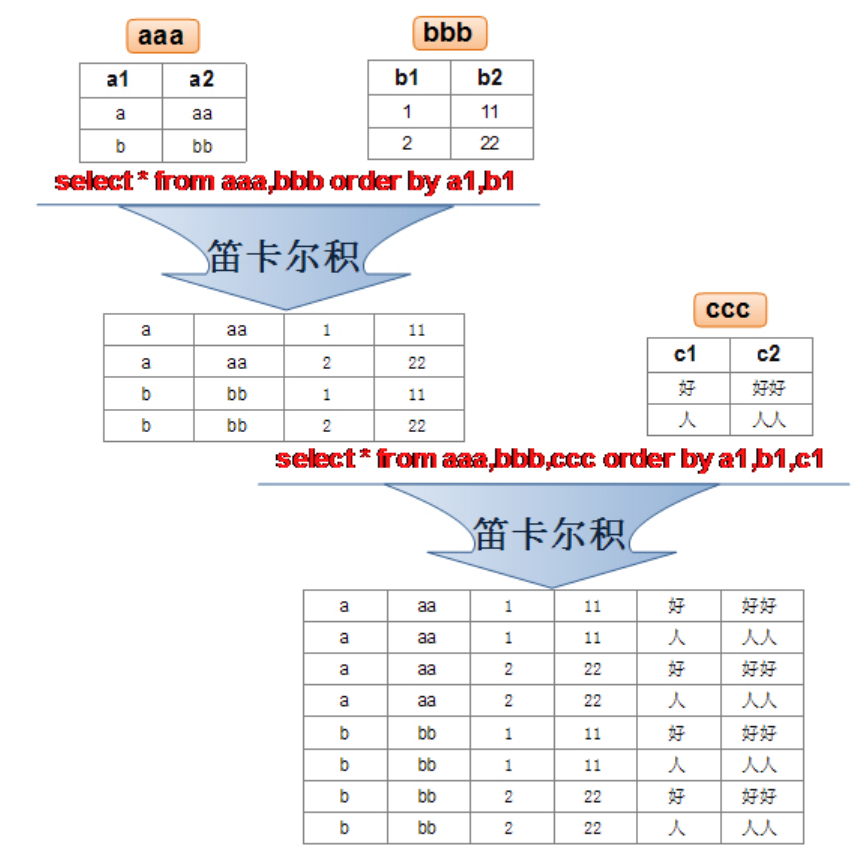 aaa
bbb
a1 a2
b1 b2
a aa
1 11
b bb
2 22
select * from aaa,bbb order by a1,b1
笛卡尔积
a aa 1 11
a aa 2 22
b bb 1 11
b bb 2 22
ccc
c1 c2
好 好好
人 人人
select * from aaa,bbb,ccc order by a1,b1,c1
笛卡尔积
a aa 1 11 好 好好
a aa 1 11 人 人人
a aa 2 22 好 好好
a aa 2 22 人 人人
b bb 1 11 好 好好
b bb 1 11 人 人人
b bb 2 22 好 好好
b bb 2 22 人 人人